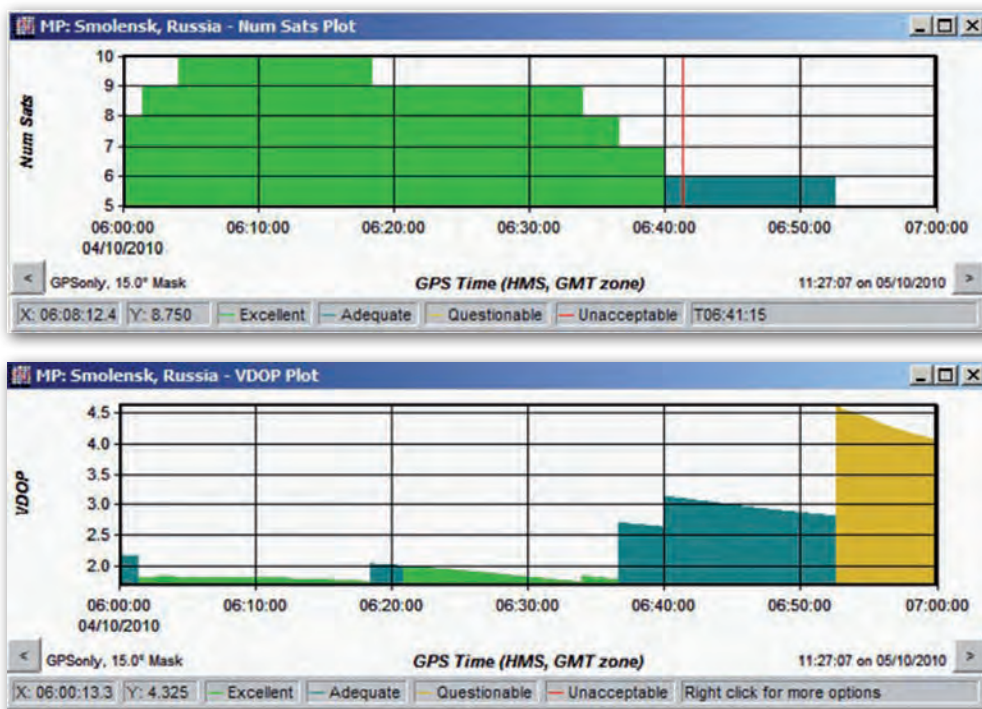 MP: Smolensk, Russia - Num Sats Plot
Num Sats
10
9
8
7
6
5
06:00:00 06:10:00 06:20:00 06:30:00 06:40:00 06:50:00 07:00:00
04/10/2010
< GPSonly, 15.0° Mask GPS Time (HMS, GMT zone) 11:27:07 on 05/10/2010 >
X: 06:08:12.4 Y: 8.750 Excellent Adequate Questionable Unacceptable T06:41:15
MP: Smolensk, Russia - VDOP Plot
VDOP
4.5
4.0
3.5
3.0
2.5
2.0
06:00:00 06:10:00 06:20:00 06:30:00 06:40:00 06:50:00 07:00:00
04/10/2010
< GPSonly, 15.0° Mask GPS Time (HMS, GMT zone) 11:27:07 on 05/10/2010 >
X: 06:00:13.3 Y: 4.325 Excellent Adequate Questionable Unacceptable Right click for more options